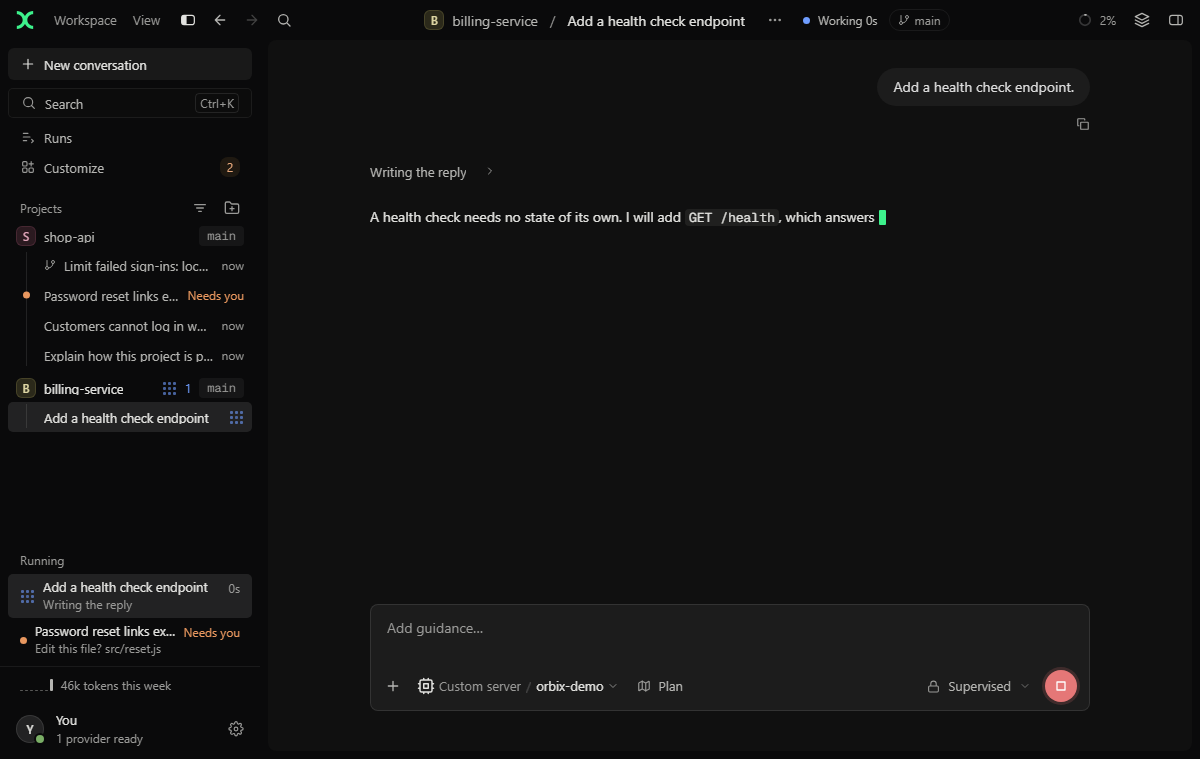 Workspace View
B billing-service / Add a health check endpoint ... Working 0s main 2%
New conversation
Search Ctrl+K
Runs
Customize 2
Projects
S shop-api main
Limit failed sign-ins: loc... now
Password reset links e... Needs you
Customers cannot log in w... now
Explain how this project is p... now
B billing-service 1 main
Add a health check endpoint
Running
Add a health check endpoint 0s
Writing the reply
Password reset links ex... Needs you
Edit this file? src/reset.js
46k tokens this week
Y You
1 provider ready
Add a health check endpoint.
Writing the reply
A health check needs no state of its own. I will add GET /health, which answers
Add guidance...
Custom server / orbix-demo Plan Supervised